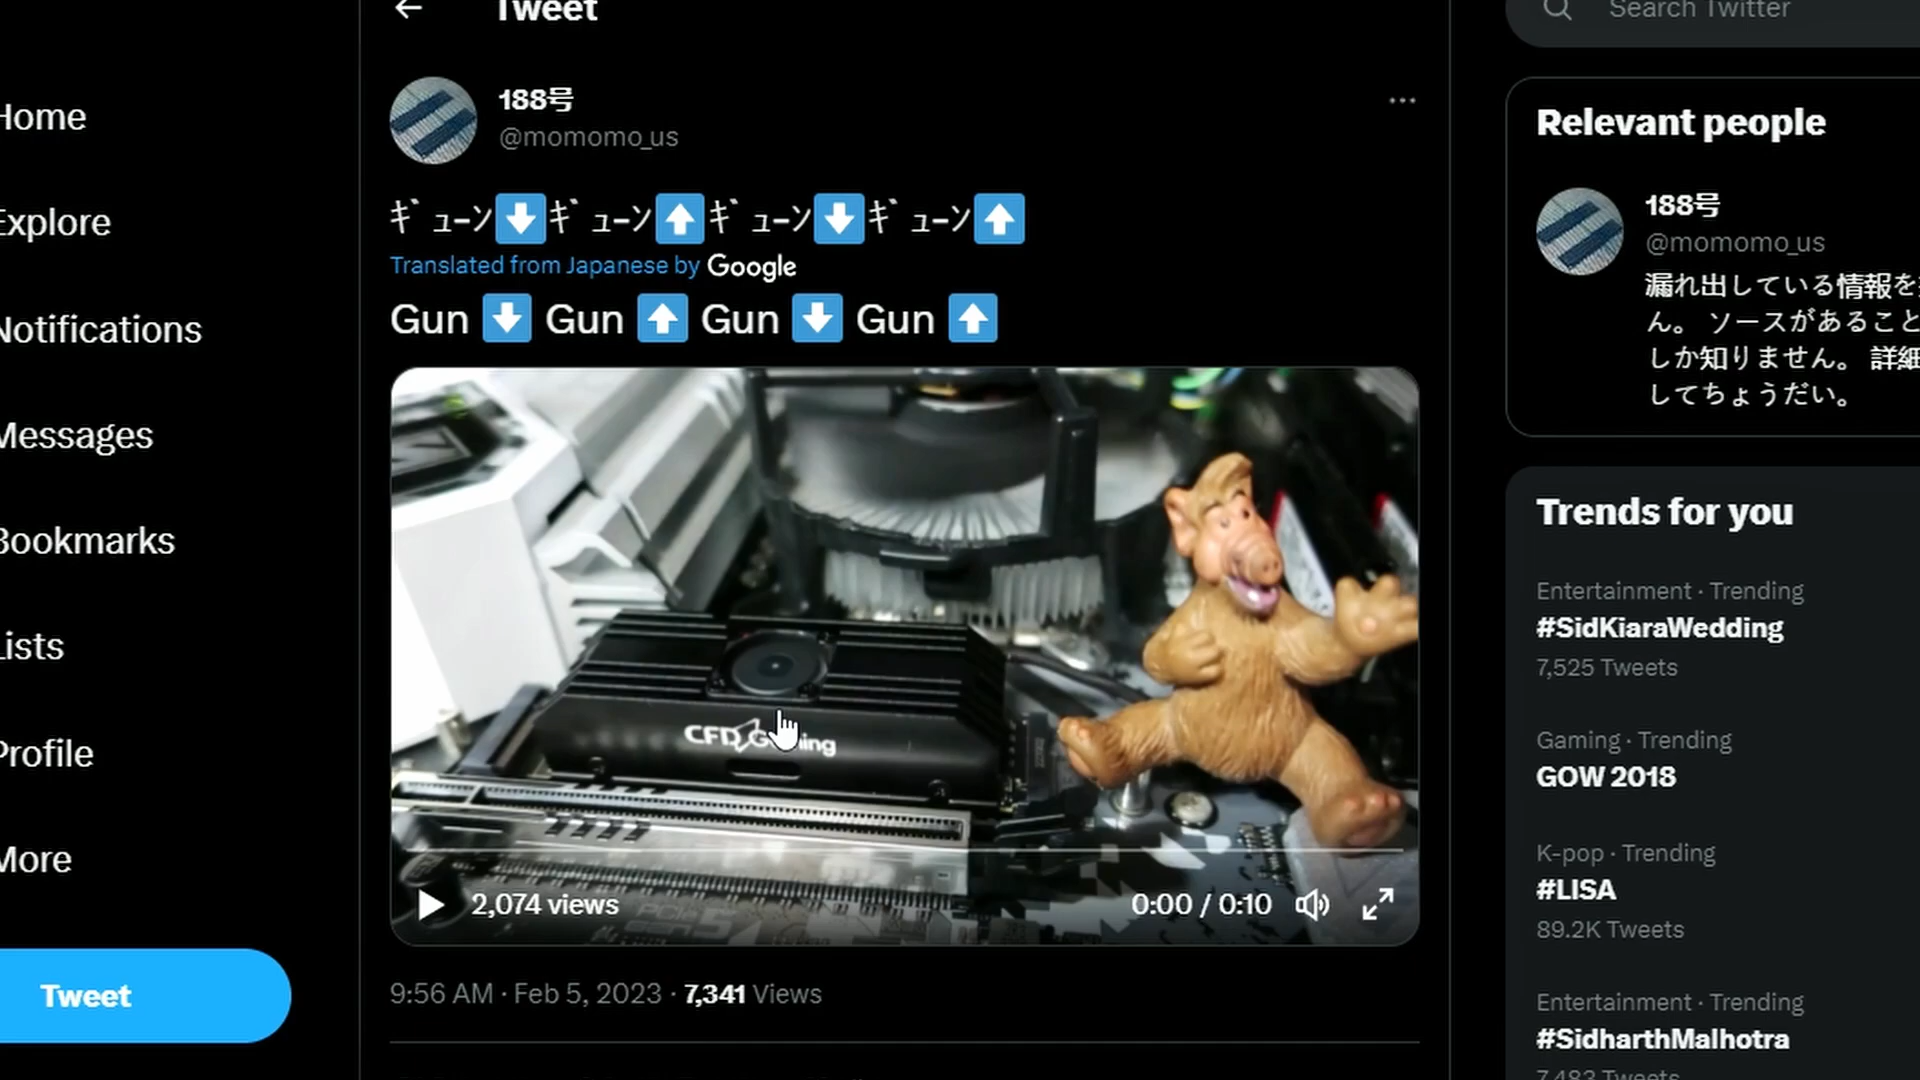 Tweet
Search Twitter
Home
Explore
Notifications
Messages
Bookmarks
Lists
Profile
More
Tweet
188号
@momomo_us
ｷﾞｭｰﾝ⬇️ｷﾞｭｰﾝ⬆️ｷﾞｭｰﾝ⬇️ｷﾞｭｰﾝ⬆️
Translated from Japanese by Google
Gun ⬇️ Gun ⬆️ Gun ⬇️ Gun ⬆️
2,074 views
0:00 / 0:10
9:56 AM · Feb 5, 2023 · 7,341 Views
Relevant people
188号
@momomo_us
漏れ出している情報を
ん。 ソースがあること
しか知りません。 詳細
してちょうだい。
Trends for you
Entertainment · Trending
#SidKiaraWedding
7,525 Tweets
Gaming · Trending
GOW 2018
K-pop · Trending
#LISA
89.2K Tweets
Entertainment · Trending
#SidharthMalhotra
7,483 Tweets